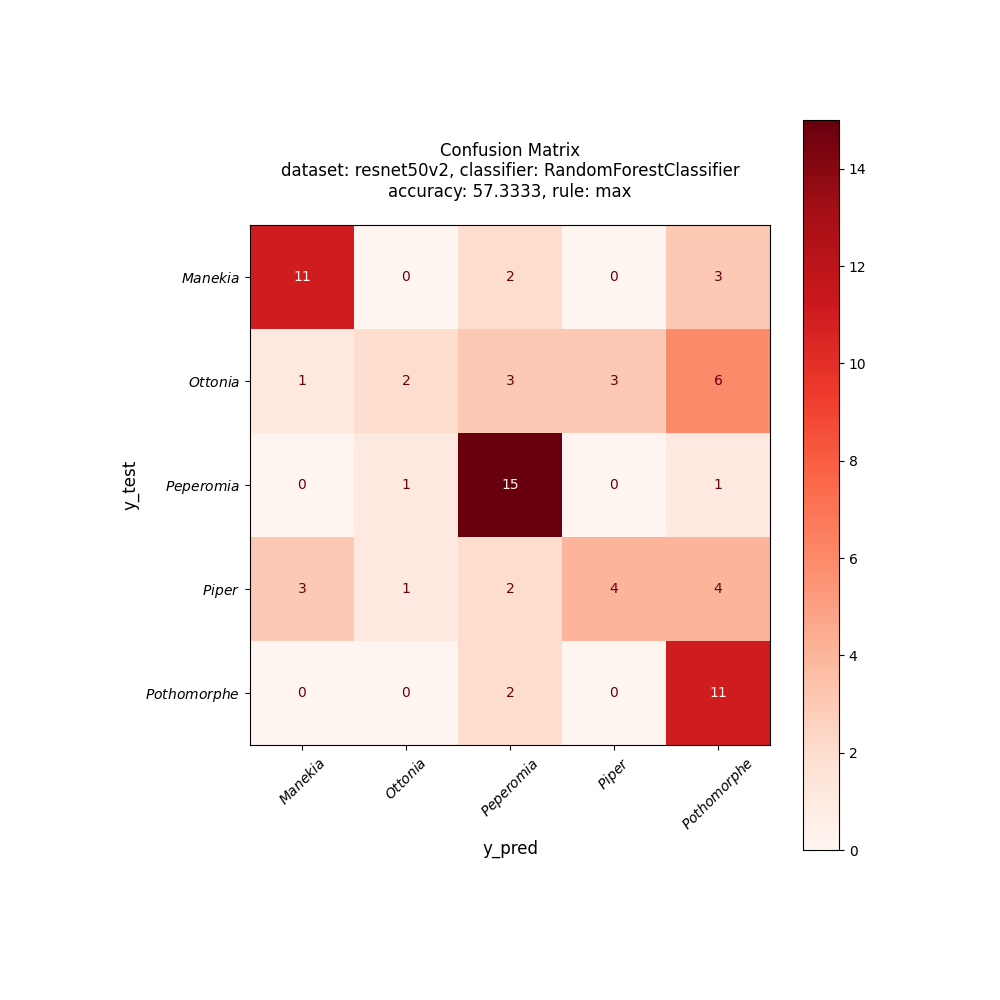 Confusion Matrix
dataset: resnet50v2, classifier: RandomForestClassifier
accuracy: 57.3333, rule: max
y_test
Manekia 11 0 2 0 3
Ottonia 1 2 3 3 6
Peperomia 0 1 15 0 1
Piper 3 1 2 4 4
Pothomorphe 0 0 2 0 11
Manekia Ottonia Peperomia Piper Pothomorphe
y_pred
14
12
10
8
6
4
2
0